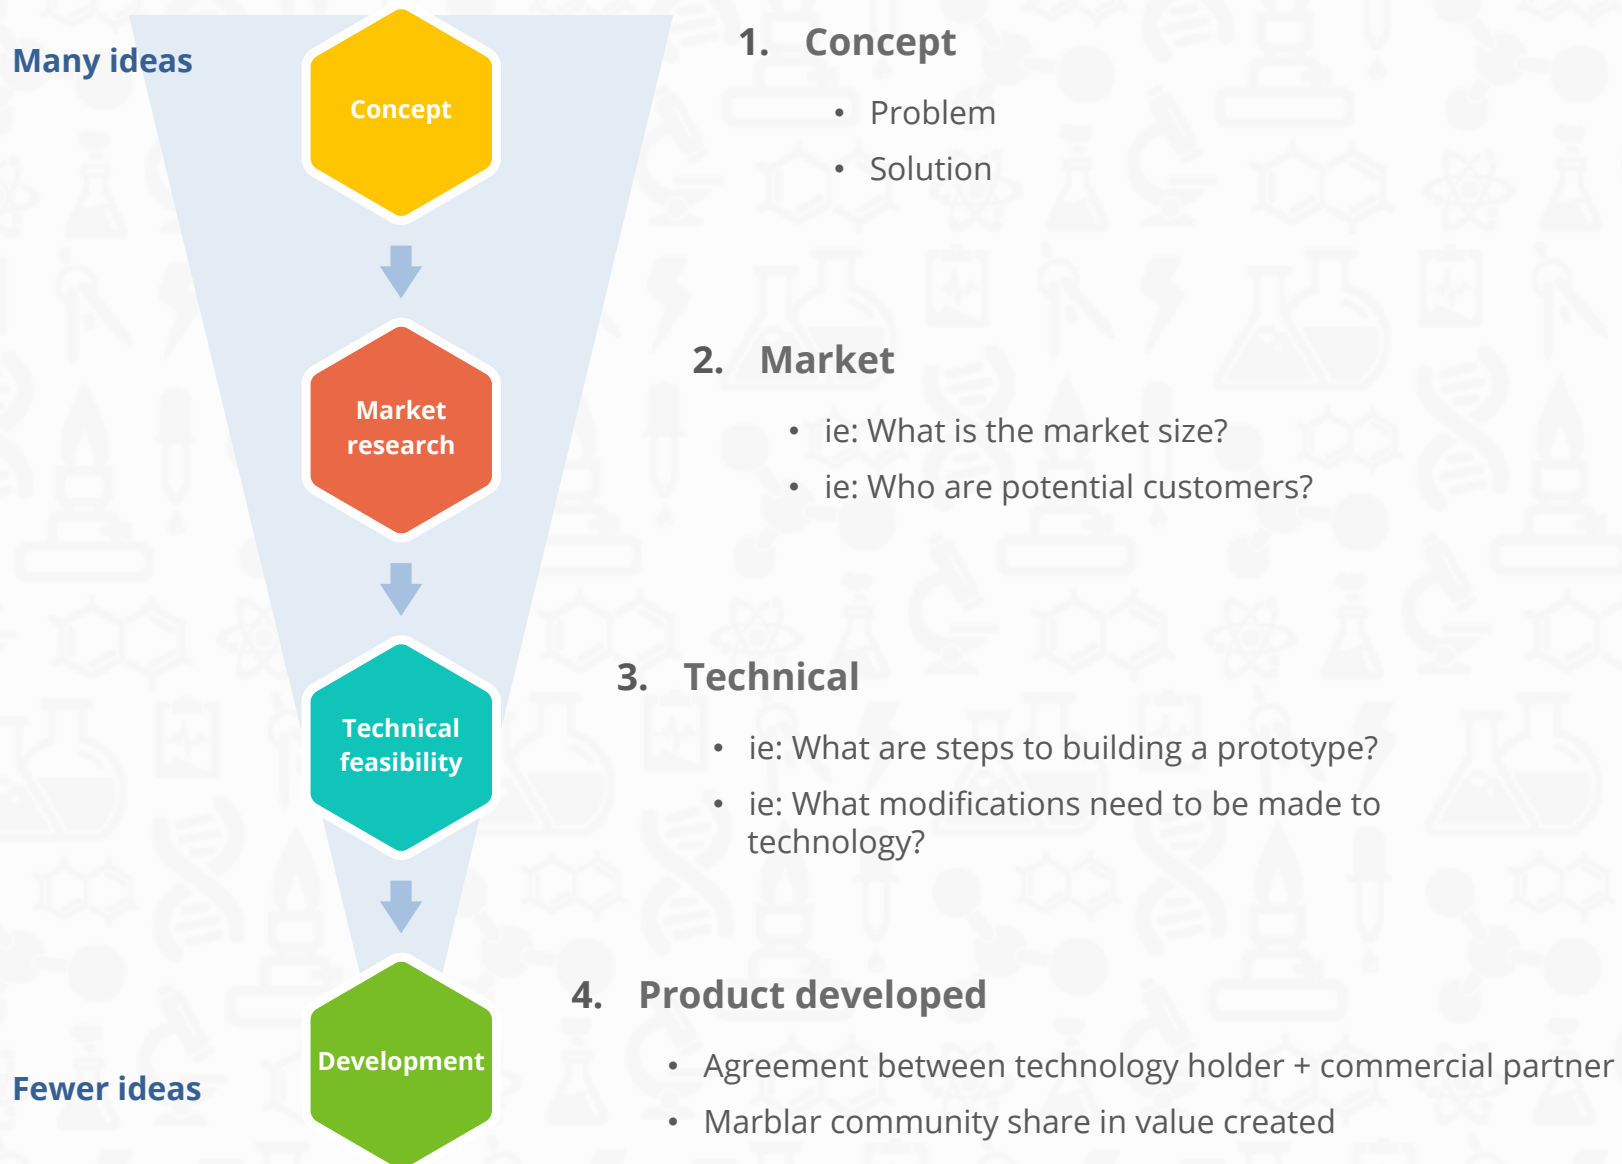 Many ideas
Concept
1. Concept
• Problem
• Solution
Market
research
2. Market
• ie: What is the market size?
• ie: Who are potential customers?
Technical
feasibility
3. Technical
• ie: What are steps to building a prototype?
• ie: What modifications need to be made to
technology?
Development
Fewer ideas
4. Product developed
• Agreement between technology holder + commercial partner
• Marblar community share in value created